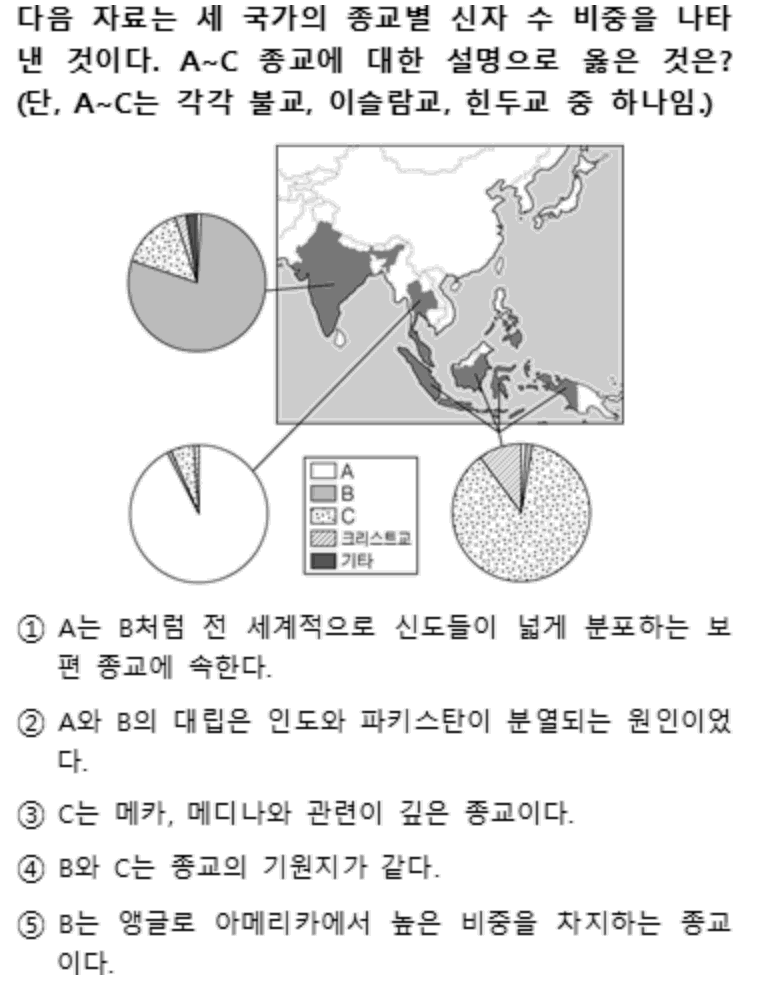 다음 자료는 세 국가의 종교별 신자 수 비중을 나타
낸 것이다. A~C 종교에 대한 설명으로 옳은 것은?
(단, A~C는 각각 불교, 이슬람교, 힌두교 중 하나임.)
A
B
C
크리스트교
기타
① A는 B처럼 전 세계적으로 신도들이 넓게 분포하는 보
편 종교에 속한다.
② A와 B의 대립은 인도와 파키스탄이 분열되는 원인이었
다.
③ C는 메카, 메디나와 관련이 깊은 종교이다.
④ B와 C는 종교의 기원지가 같다.
⑤ B는 앵글로 아메리카에서 높은 비중을 차지하는 종교
이다.